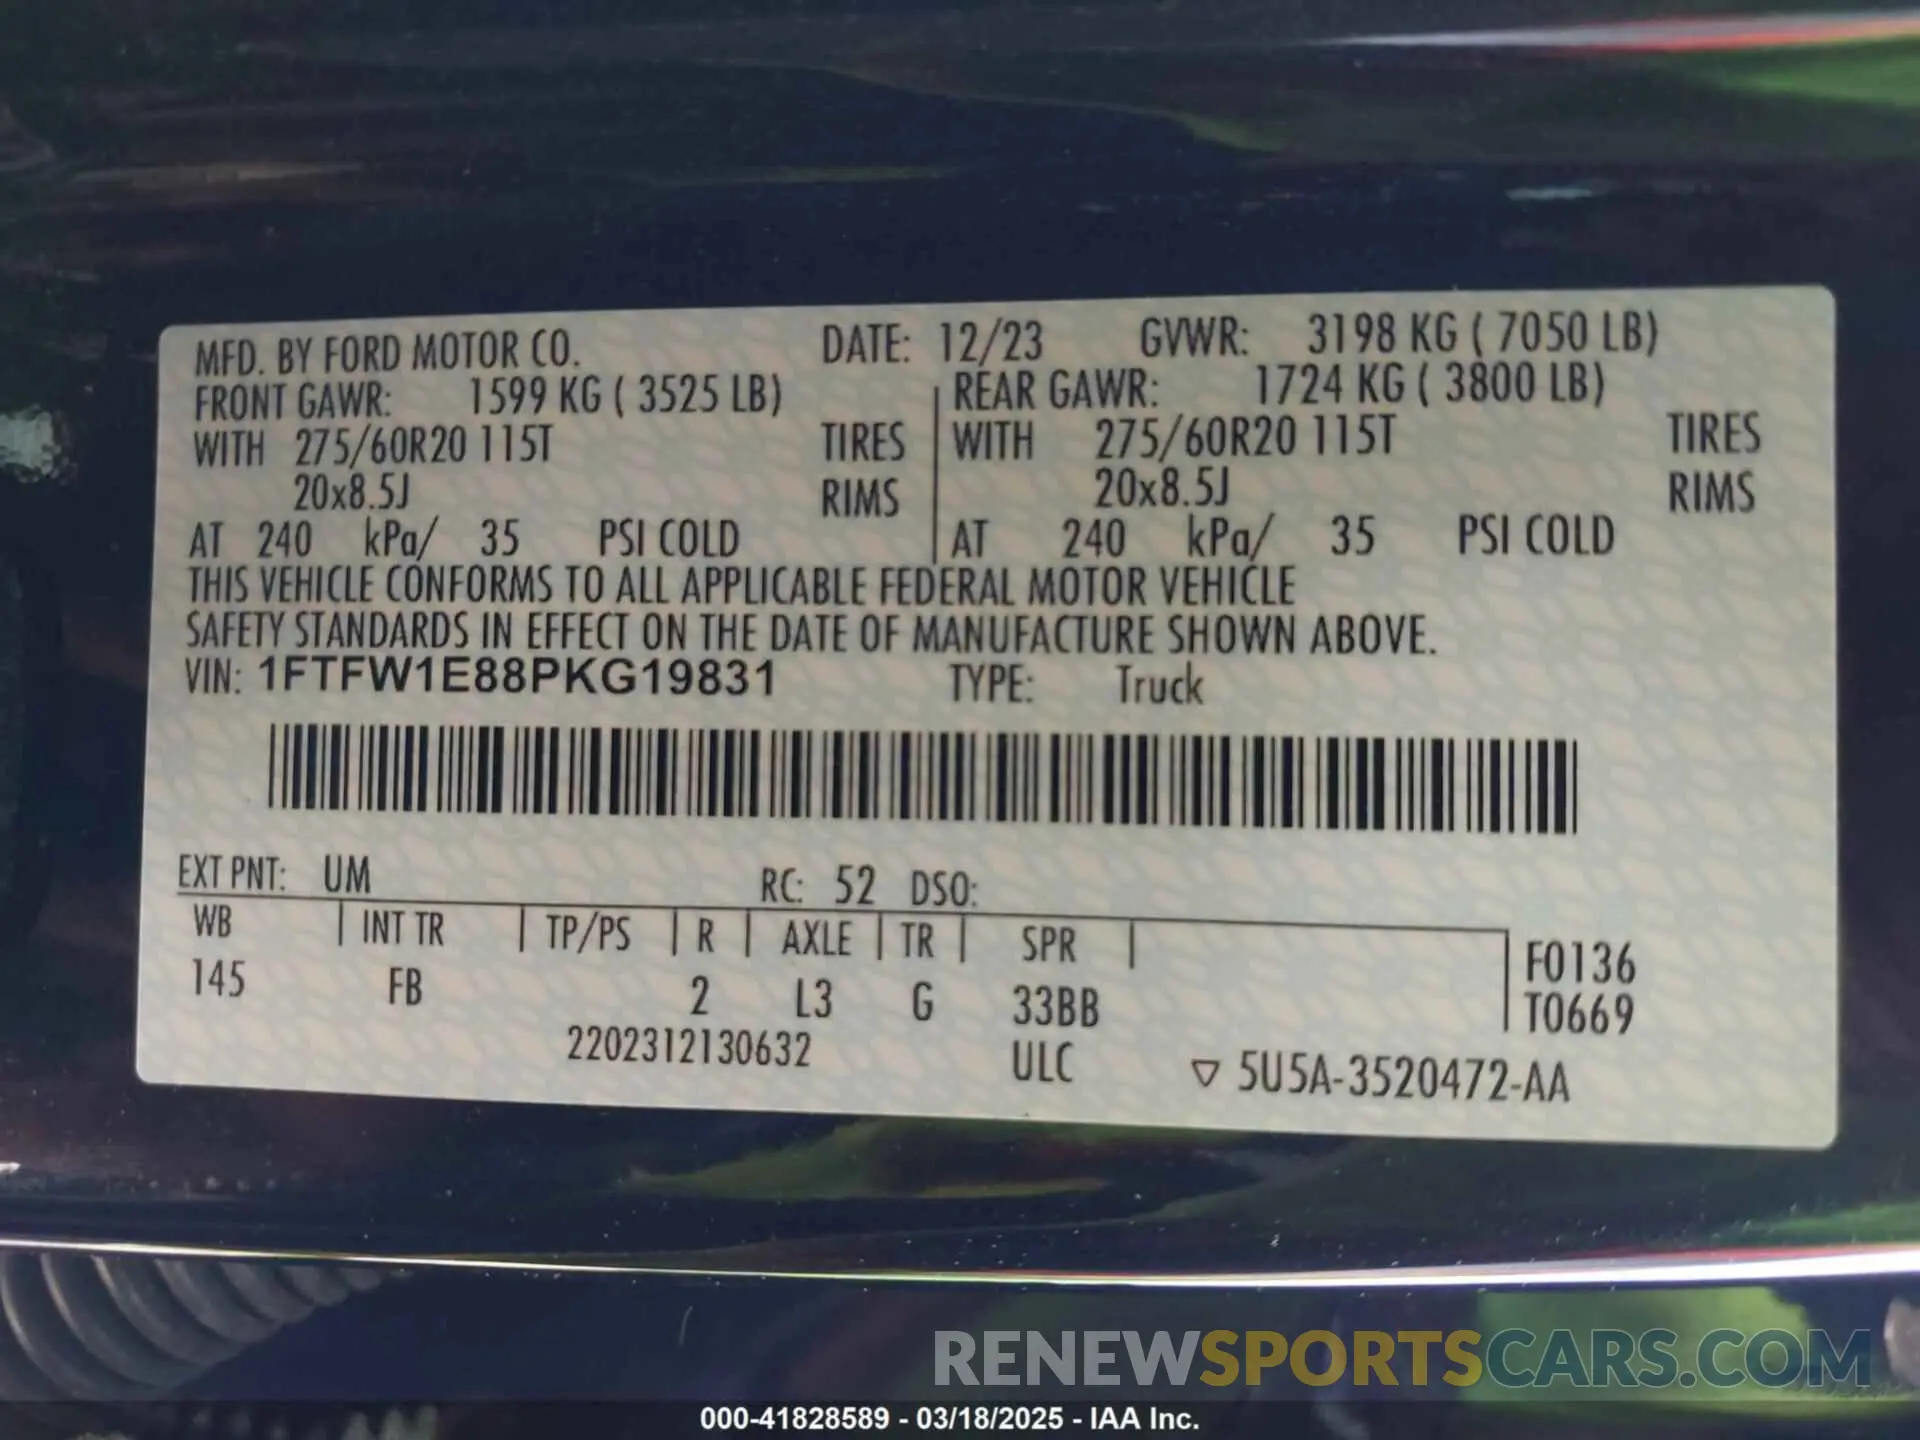 MFD. BY FORD MOTOR CO. DATE: 12/23 GVWR: 3198 KG ( 7050 LB)
FRONT GAWR: 1599 KG ( 3525 LB) REAR GAWR: 1724 KG ( 3800 LB)
WITH 275/60R20 115T TIRES WITH 275/60R20 115T TIRES
20x8.5J RIMS 20x8.5J RIMS
AT 240 kPa/ 35 PSI COLD AT 240 kPa/ 35 PSI COLD
THIS VEHICLE CONFORMS TO ALL APPLICABLE FEDERAL MOTOR VEHICLE
SAFETY STANDARDS IN EFFECT ON THE DATE OF MANUFACTURE SHOWN ABOVE.
VIN: 1FTFW1E88PKG19831 TYPE: Truck
EXT PNT: UM RC: 52 DSO:
WB | INT TR | TP/PS | R | AXLE | TR | SPR | F0136
145 FB 2 L3 G 33BB T0669
2202312130632 ULC ▽ 5U5A-3520472-AA
RENEWSPORTSCARS.COM
000-41828589 - 03/18/2025 - IAA Inc.